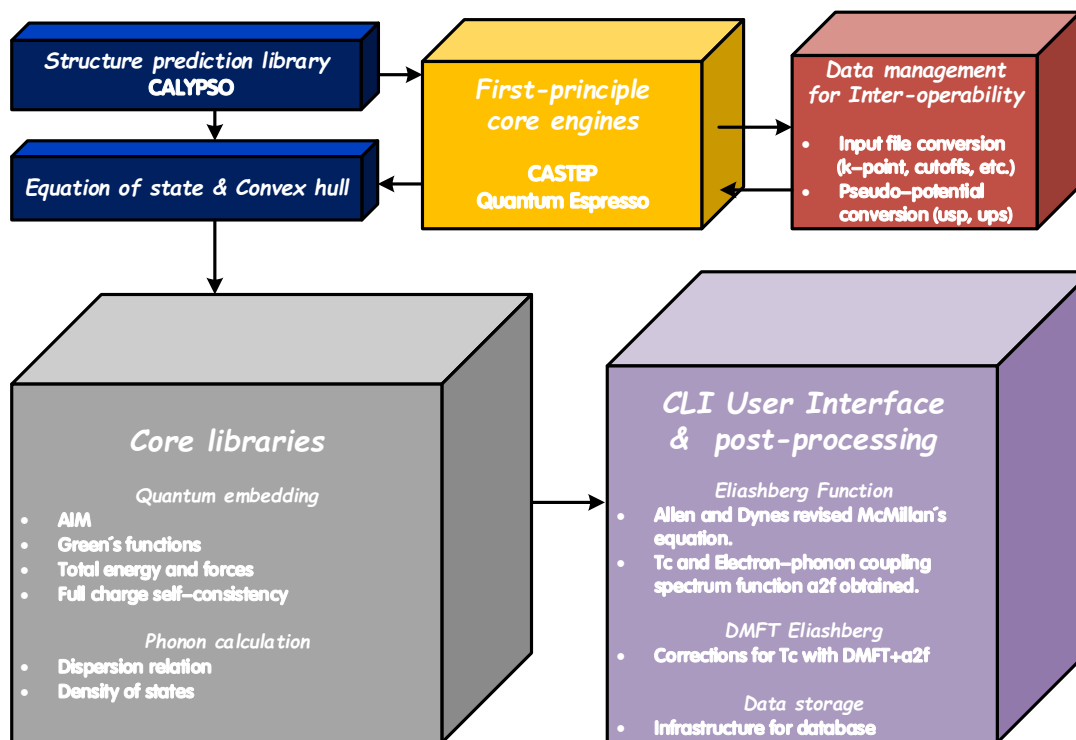 Structure prediction library
CALYPSO
Equation of state & Convex hull
First-principle
core engines
CASTEP
Quantum Espresso
Data management
for Inter-operability
• Input file conversion
(k-point, cutoffs, etc.)
• Pseudo-potential
conversion (usp, ups)
Core libraries
Quantum embedding
• AIM
• Green´s functions
• Total energy and forces
• Full charge self-consistency
Phonon calculation
• Dispersion relation
• Density of states
CLI User Interface
& post-processing
Eliashberg Function
• Allen and Dynes revised McMillan´s
equation.
• Tc and Electron-phonon coupling
spectrum function a2f obtained.
DMFT Eliashberg
• Corrections for Tc with DMFT+a2f
Data storage
• Infrastructure for database